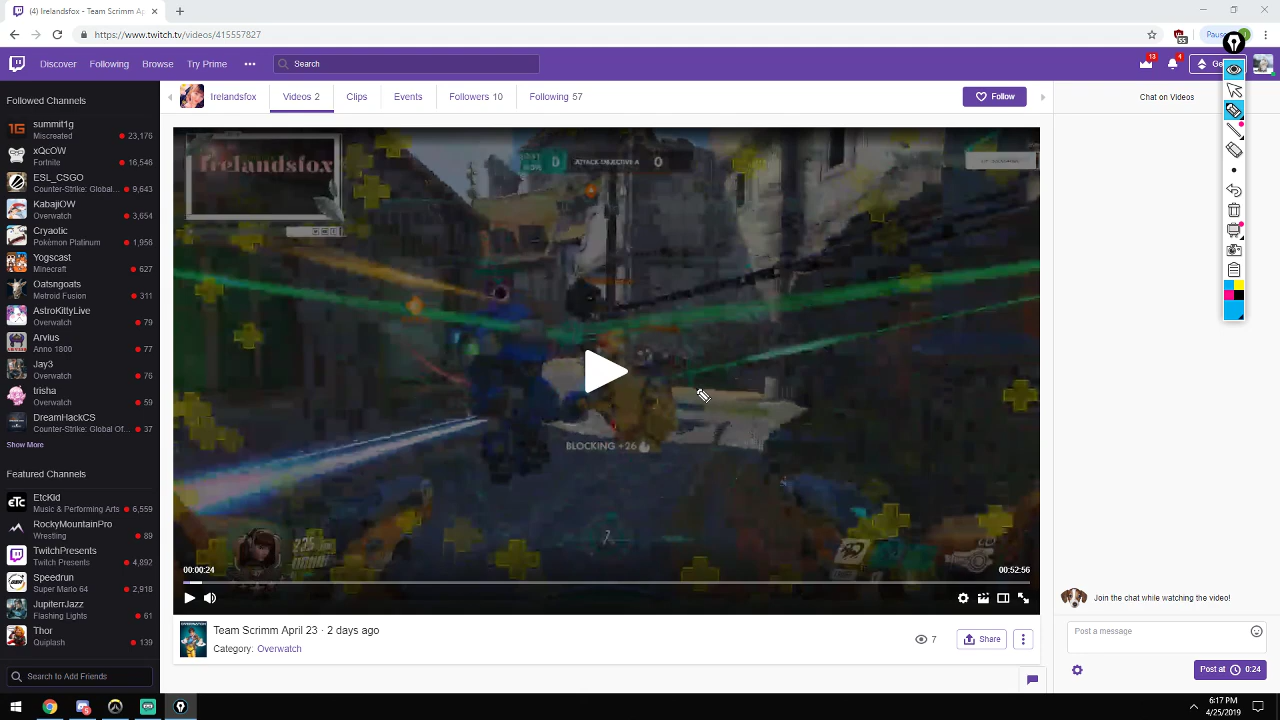 (4) Irelandsfox - Team Scrimm Ap
https://www.twitch.tv/videos/415557827
55
Discover
Following
Browse
Try Prime
Search
13
4
Followed Channels
summit1g
Miscreated
23,176
xQcOW
Fortnite
16,546
ESL_CSGO
Counter-Strike: Global...
9,643
KabajiOW
Overwatch
3,654
Cryaotic
Pokémon Platinum
1,956
Yogscast
Minecraft
627
Oatsngoats
Metroid Fusion
311
AstroKittyLive
Overwatch
79
Arvius
Anno 1800
77
Jay3
Overwatch
76
trisha
Overwatch
59
DreamHackCS
Counter-Strike: Global Of...
37
Show More
Featured Channels
EtcKid
Music & Performing Arts
6,559
RockyMountainPro
Wrestling
89
TwitchPresents
Twitch Presents
4,892
Speedrun
Super Mario 64
2,918
JupiterrJazz
Flashing Lights
61
Thor
Quiplash
139
Search to Add Friends
Irelandsfox
Videos 2
Clips
Events
Followers 10
Following 57
Follow
Irelandsfox
0 ATTACK OBJECTIVE A 0
BLOCKING +26
00:00:24
00:52:56
Team Scrimm April 23 · 2 days ago
Category: Overwatch
7
Share
Chat on Videos
Join the chat while watching the video!
Post a message
Post at 0:24
6:17 PM
4/25/2019